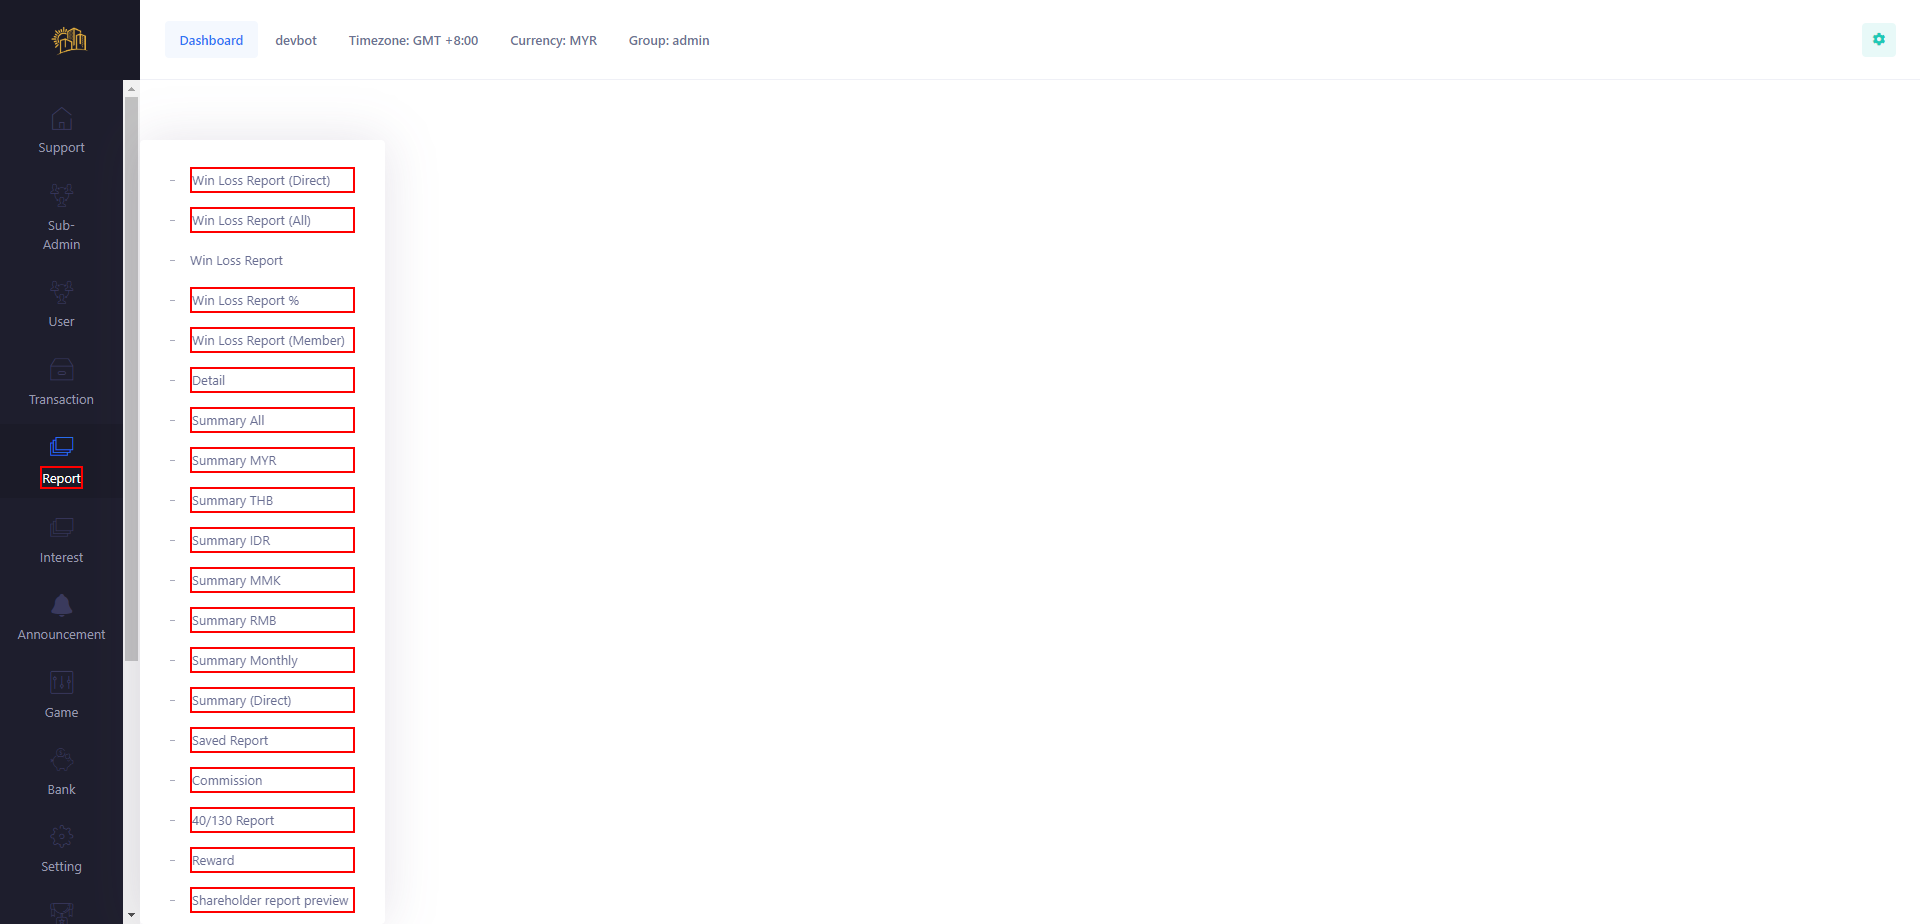 Dashboard
devbot
Timezone: GMT +8:00
Currency: MYR
Group: admin
Support
Sub-
Admin
User
Transaction
Report
Interest
Announcement
Game
Bank
Setting
- Win Loss Report (Direct)
- Win Loss Report (All)
- Win Loss Report
- Win Loss Report %
- Win Loss Report (Member)
- Detail
- Summary All
- Summary MYR
- Summary THB
- Summary IDR
- Summary MMK
- Summary RMB
- Summary Monthly
- Summary (Direct)
- Saved Report
- Commission
- 40/130 Report
- Reward
- Shareholder report preview